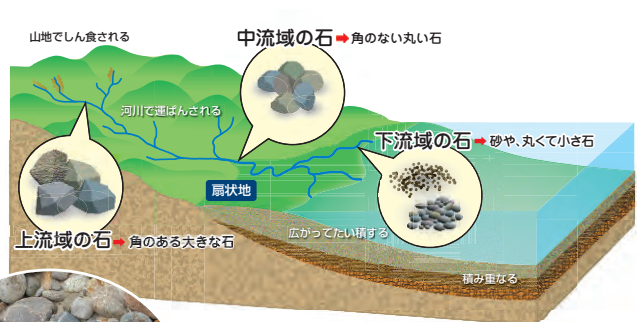 山地でしん食される
中流域の石➡角のない丸い石
河川で運ばんされる
下流域の石➡砂や、丸くて小さ石
扇状地
上流域の石➡角のある大きな石
広がってたい積する
積み重なる